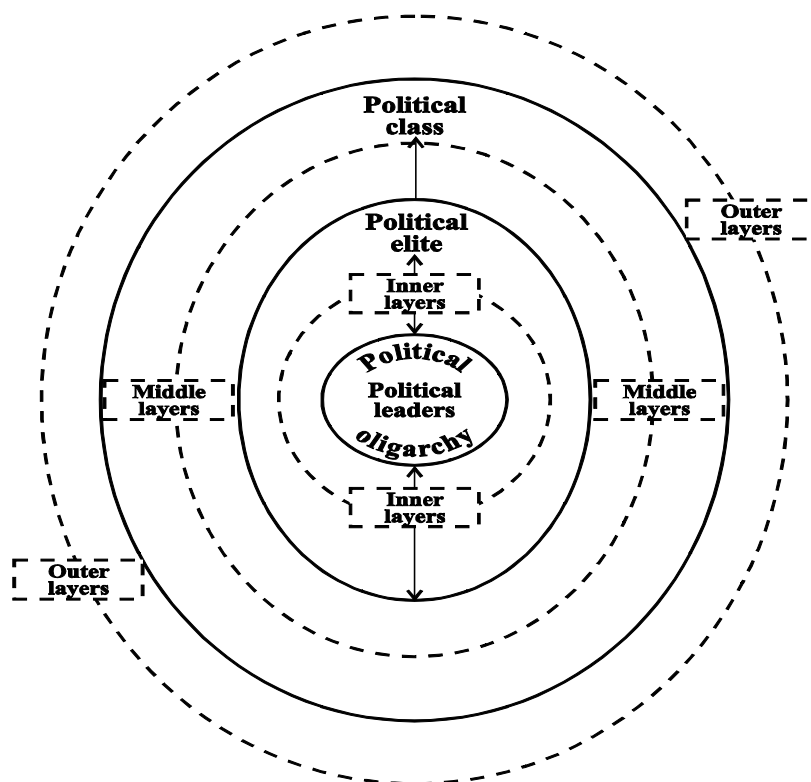 Political
class
Outer
layers
Political
elite
Inner
layers
Political
Political
leaders
oligarchy
Middle
layers
Middle
layers
Inner
layers
Outer
layers